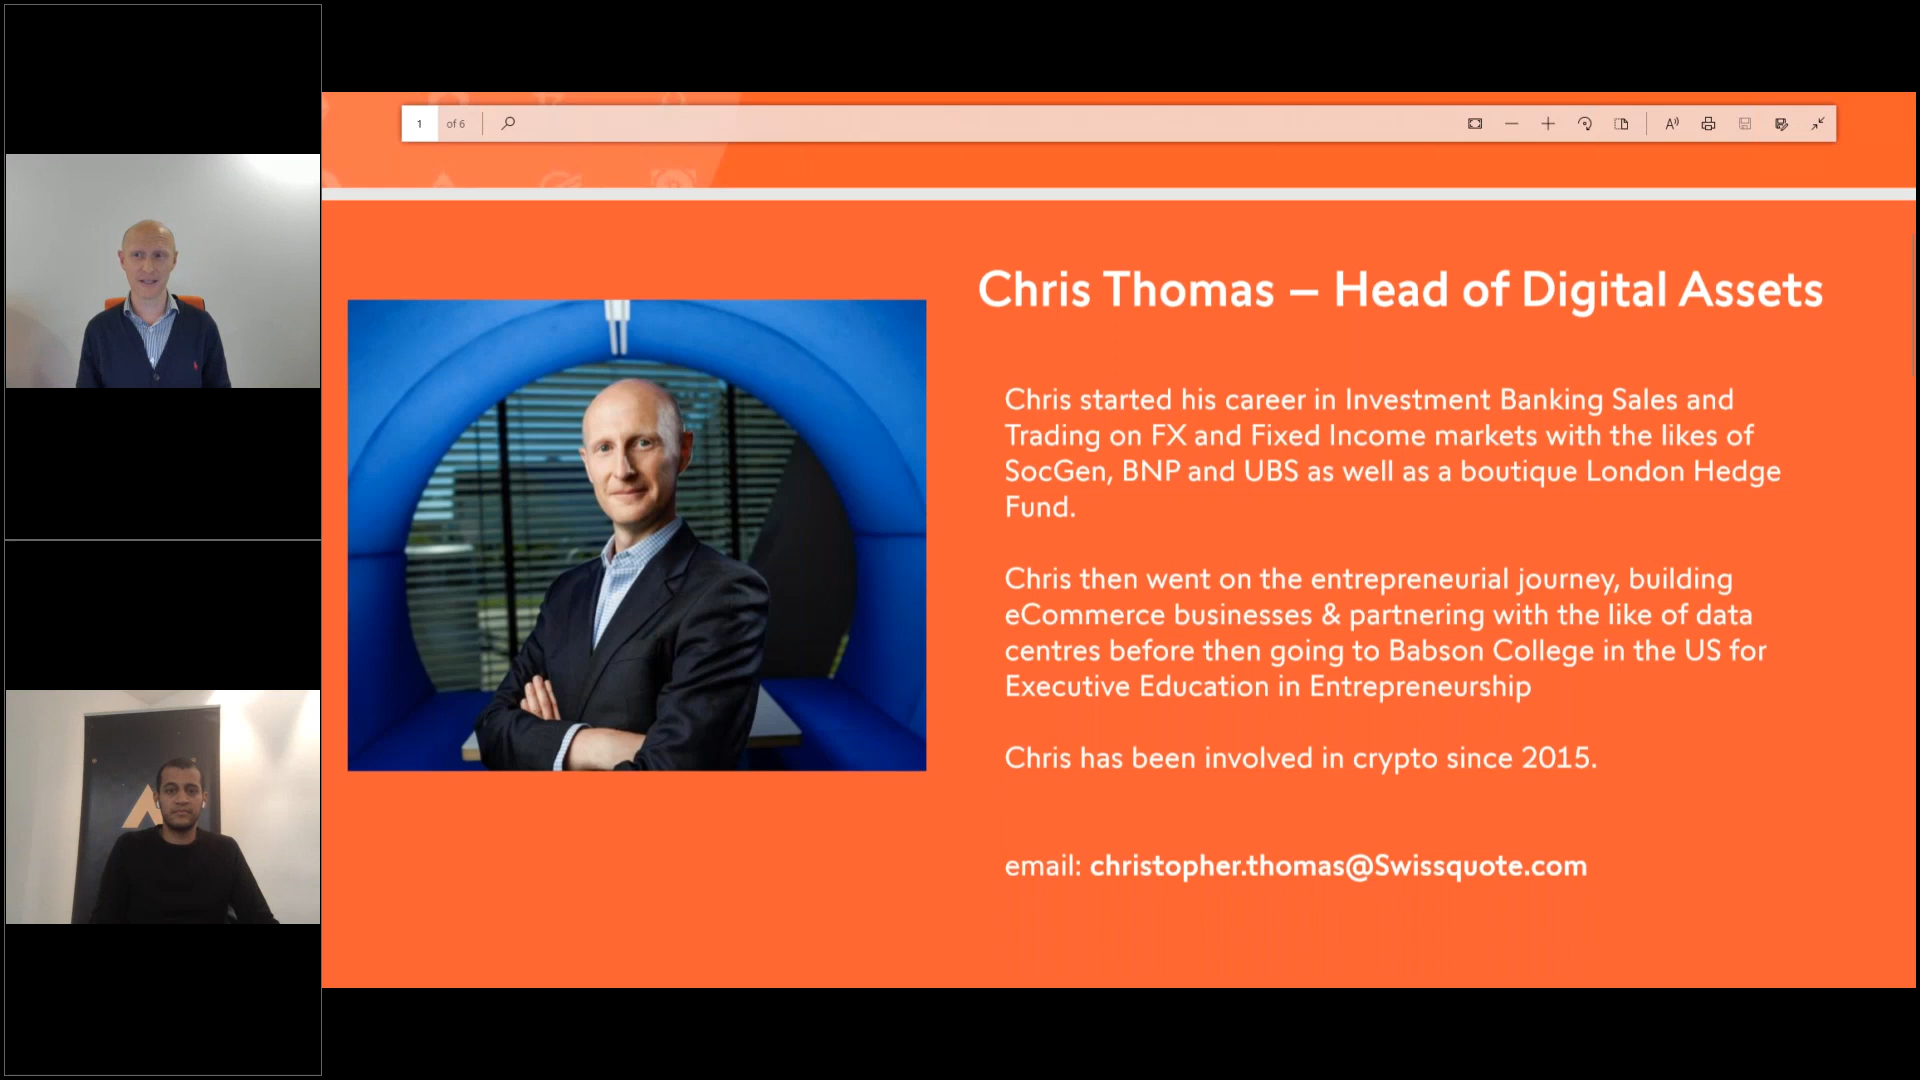 1 of 6
Chris Thomas – Head of Digital Assets
Chris started his career in Investment Banking Sales and
Trading on FX and Fixed Income markets with the likes of
SocGen, BNP and UBS as well as a boutique London Hedge
Fund.
Chris then went on the entrepreneurial journey, building
eCommerce businesses & partnering with the like of data
centres before then going to Babson College in the US for
Executive Education in Entrepreneurship
Chris has been involved in crypto since 2015.
email: christopher.thomas@Swissquote.com